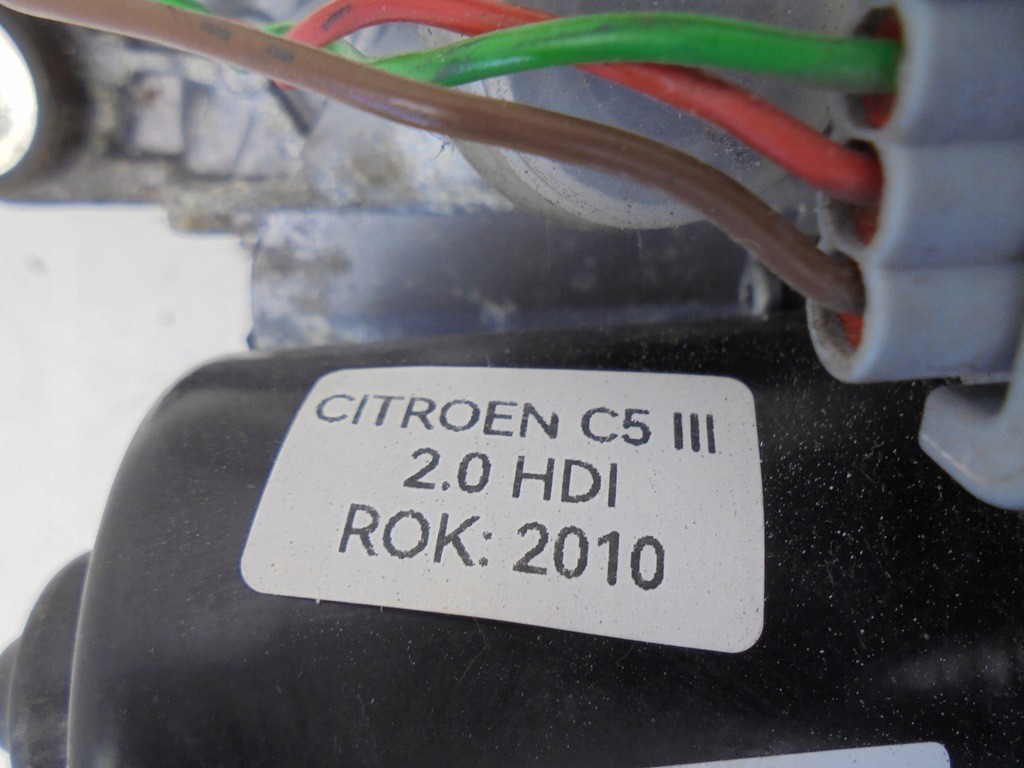 CITROEN C5 III
2.0 HDI
ROK: 2010